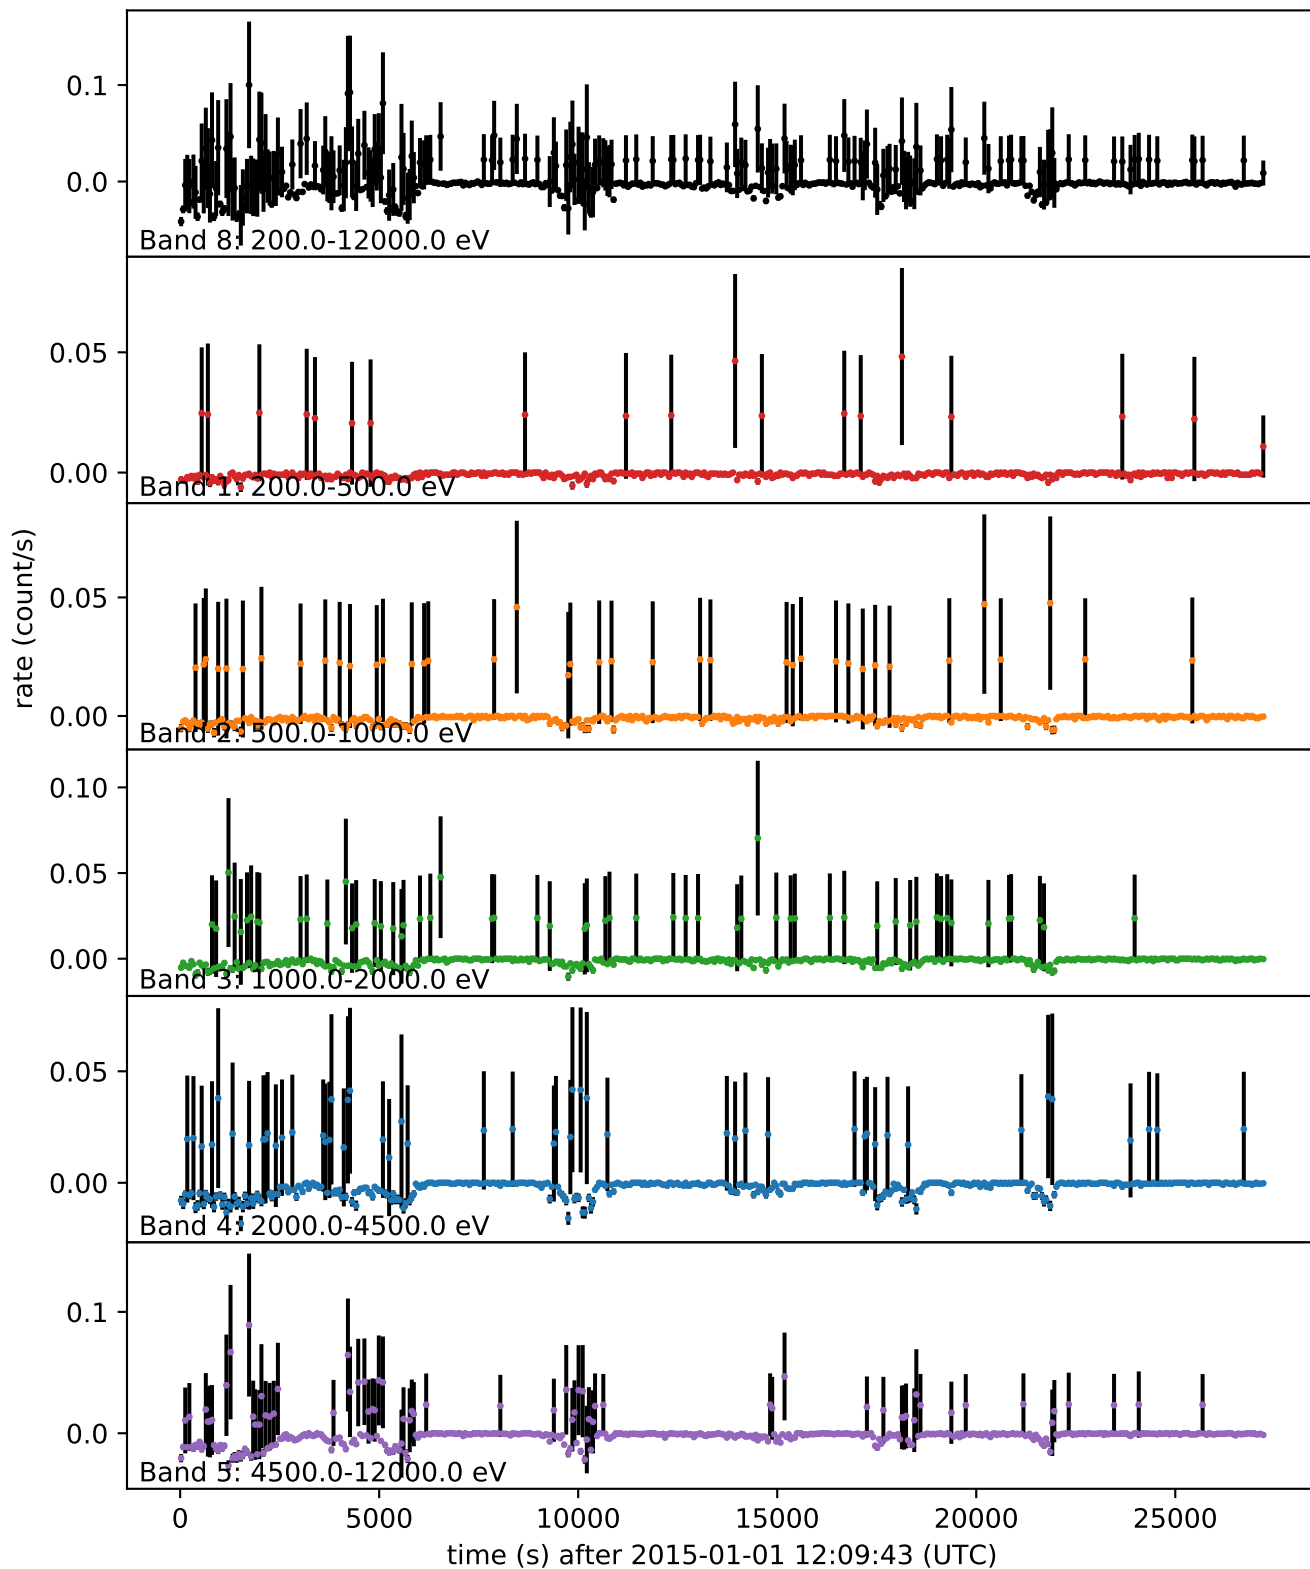 0.1
0.0
Band 8: 200.0-12000.0 eV
0.05
0.00
Band 1: 200.0-500.0 eV
rate (count/s)
0.05
0.00
Band 2: 500.0-1000.0 eV
0.10
0.05
0.00
Band 3: 1000.0-2000.0 eV
0.05
0.00
Band 4: 2000.0-4500.0 eV
0.1
0.0
Band 5: 4500.0-12000.0 eV
0 5000 10000 15000 20000 25000
time (s) after 2015-01-01 12:09:43 (UTC)